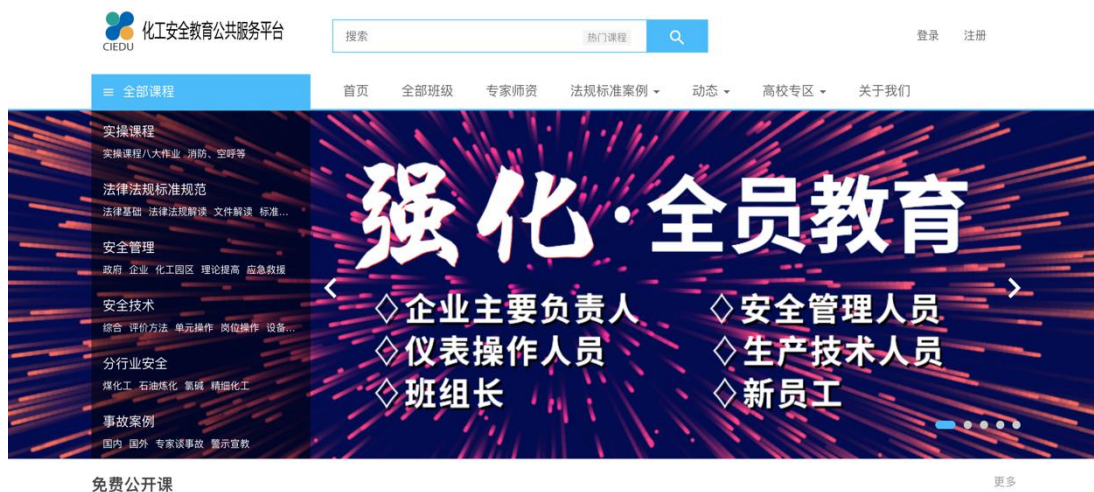 化工安全教育公共服务平台
CIEDU
搜索 热门课程
登录 注册
全部课程 首页 全部班级 专家师资 法规标准案例 动态 高校专区 关于我们
实操课程
实操课程八大作业 消防、空呼等
法律法规标准规范
法律基础 法律法规解读 文件解读 标准...
安全管理
政府 企业 化工园区 理论提高 应急救援
安全技术
综合 评价方法 单元操作 岗位操作 设备...
分行业安全
煤化工 石油炼化 氯碱 精细化工
事故案例
国内 国外 专家谈事故 警示宣教
强化·全员教育
◇企业主要负责人 ◇安全管理人员
◇仪表操作人员 ◇生产技术人员
◇班组长 ◇新员工
免费公开课 更多